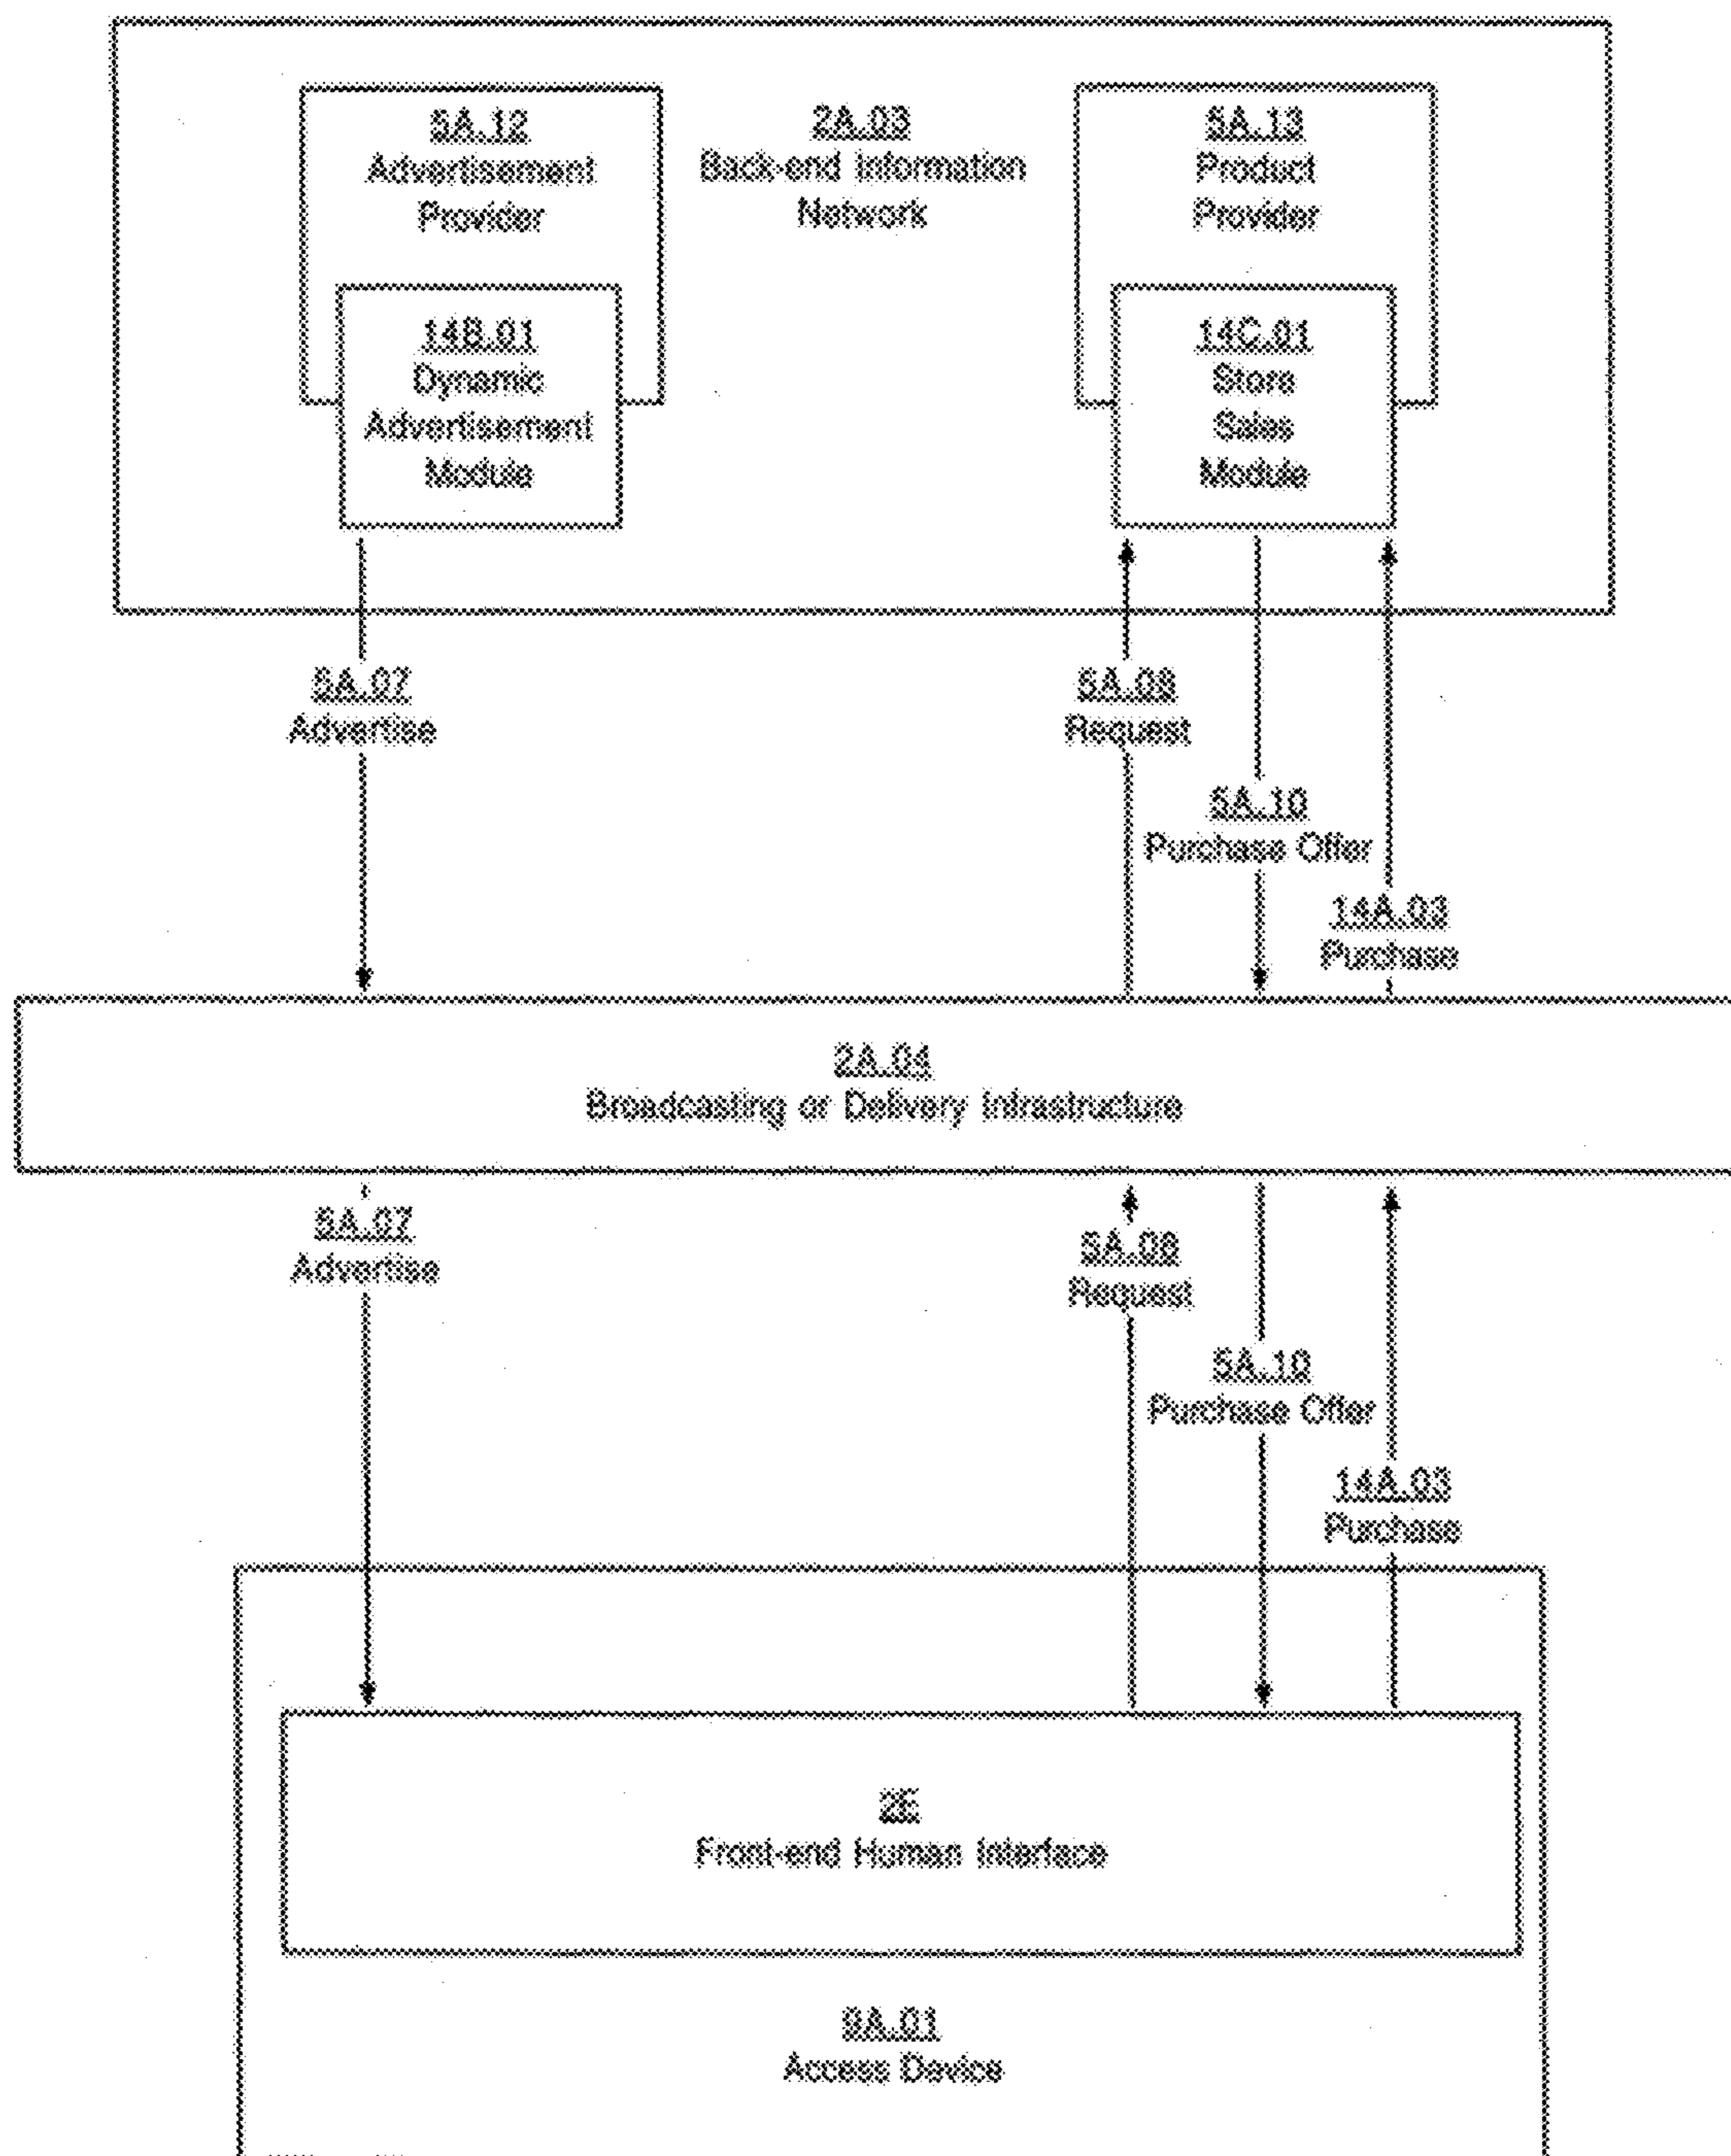 5A.12
Advertisement
Provider
2A.03
Back-end Information
Network
5A.13
Product
Provider
14B.01
Dynamic
Advertisement
Module
14C.01
Store
Sales
Module
5A.07
Advertise
5A.08
Request
5A.10
Purchase Offer
14A.03
Purchase
2A.04
Broadcasting or Delivery Infrastructure
5A.07
Advertise
5A.08
Request
5A.10
Purchase Offer
14A.03
Purchase
2E
Front-end Human Interface
9A.01
Access Device